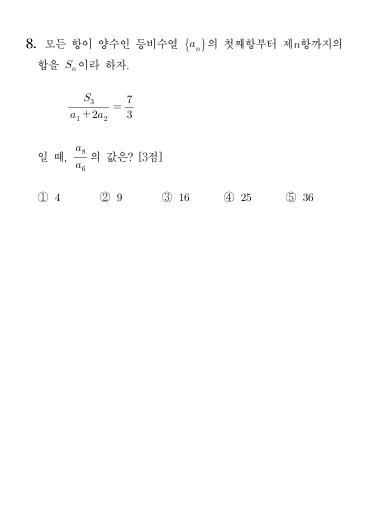 8. 모든 항이 양수인 등비수열 {aₙ}의 첫째항부터 제n항까지의
합을 Sₙ이라 하자.
S₃ / (a₁+2a₂) = 7/3
일 때, a₈/a₆ 의 값은? [3점]
① 4 ② 9 ③ 16 ④ 25 ⑤ 36